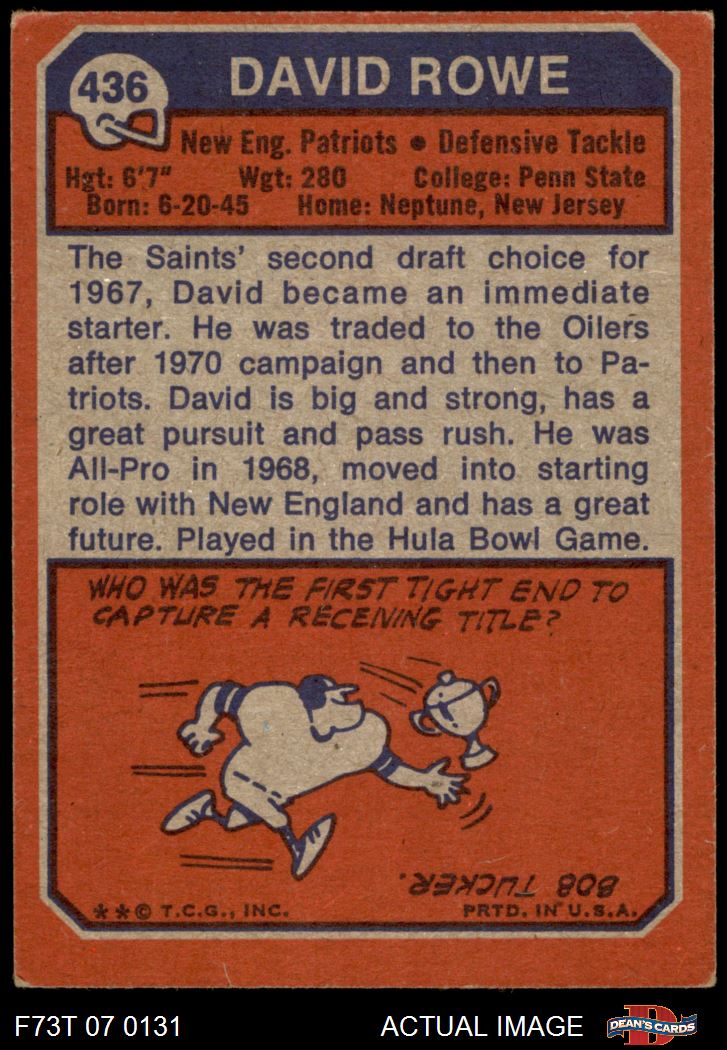 436
DAVID ROWE
New Eng. Patriots • Defensive Tackle
Hgt: 6'7" Wgt: 280 College: Penn State
Born: 6-20-45 Home: Neptune, New Jersey
The Saints' second draft choice for
1967, David became an immediate
starter. He was traded to the Oilers
after 1970 campaign and then to Pa-
triots. David is big and strong, has a
great pursuit and pass rush. He was
All-Pro in 1968, moved into starting
role with New England and has a great
future. Played in the Hula Bowl Game.
WHO WAS THE FIRST TIGHT END TO
CAPTURE A RECEIVING TITLE?
BOB TUCKER.
**© T.C.G., INC. PRTD. IN U.S.A.
F73T 07 0131 ACTUAL IMAGE D DEAN'S CARDS